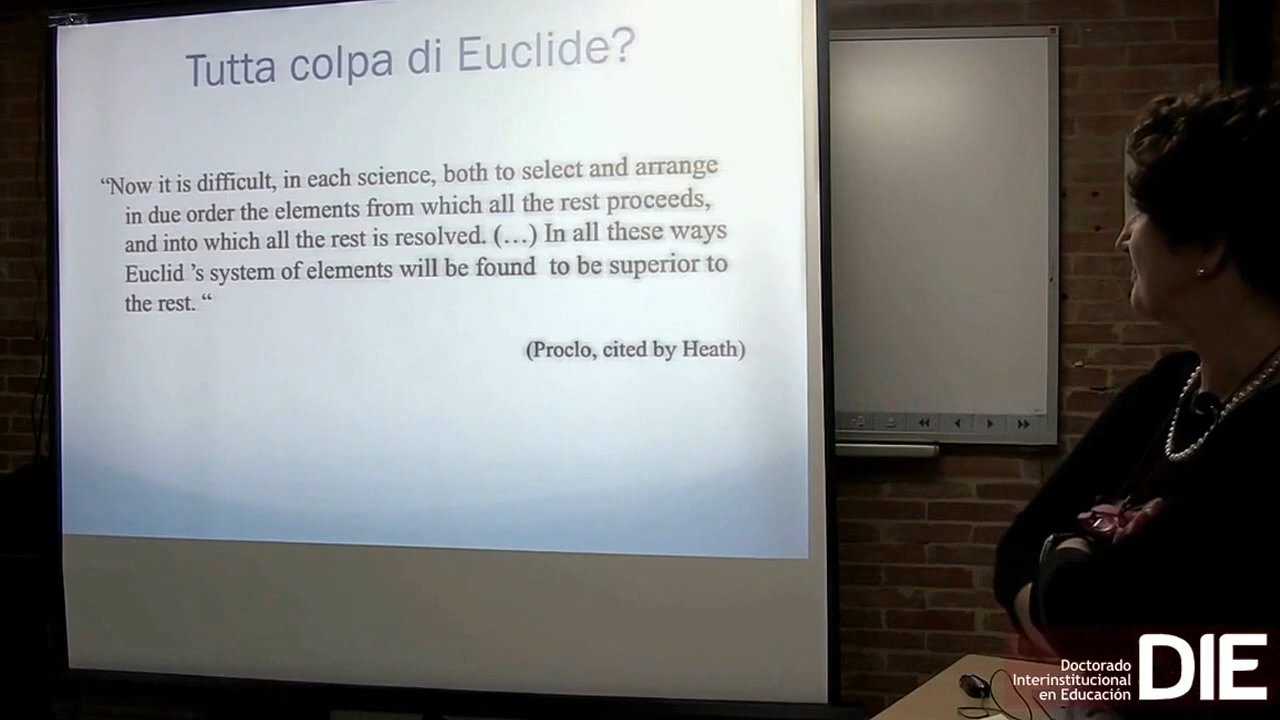 Tutta colpa di Euclide?
“Now it is difficult, in each science, both to select and arrange
in due order the elements from which all the rest proceeds,
and into which all the rest is resolved. (…) In all these ways
Euclid ’s system of elements will be found to be superior to
the rest. “
(Proclo, cited by Heath)
Doctorado
Interinstitucional
en Educación
DIE